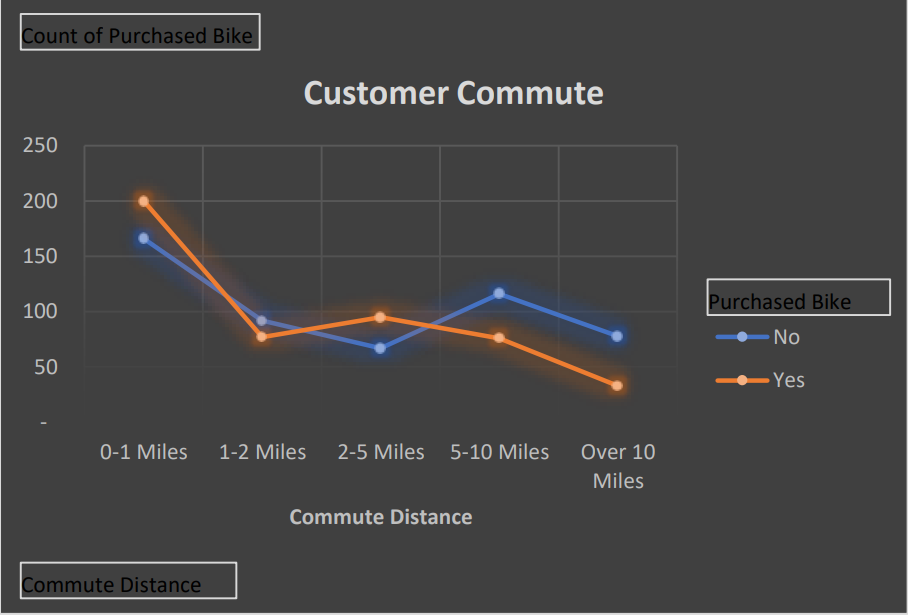 Count of Purchased Bike
Customer Commute
250
200
150
100
50
-
0-1 Miles 1-2 Miles 2-5 Miles 5-10 Miles Over 10
Miles
Commute Distance
Purchased Bike
No
Yes
Commute Distance